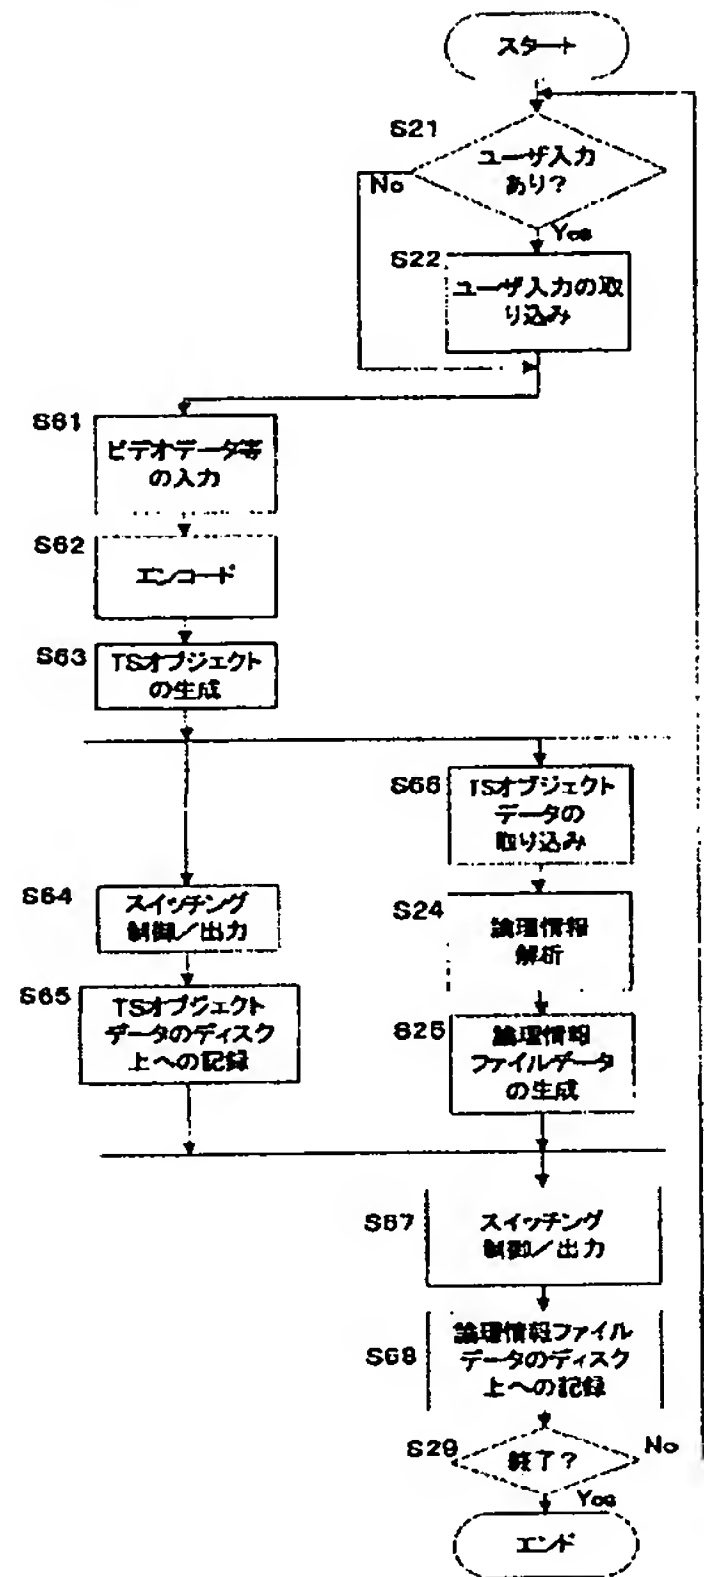 スタート
S21
ユーザ入力
あり?
No
Yes
S22
ユーザ入力の取
り込み
S61
ビデオデータ等
の入力
S62
エンコード
S63
TSオブジェクト
の生成
S66
TSオブジェクト
データの
取り込み
S64
スイッチング
制御/出力
S24
論理情報
解析
S65
TSオブジェクト
データのディスク
上への記録
S25
論理情報
ファイルデータ
の生成
S67
スイッチング
制御/出力
S68
論理情報ファイル
データのディスク
上への記録
S29
終了?
No
Yes
エンド